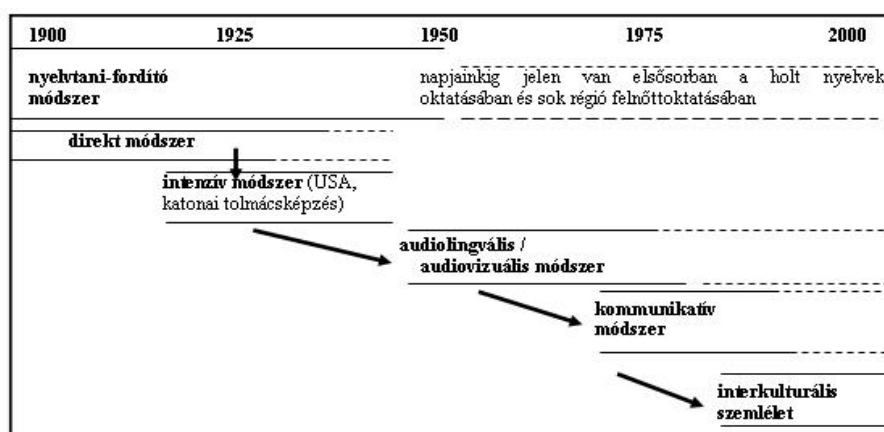 1900 1925 1950 1975 2000
nyelvtani-fordító
módszer
napjainkig jelen van elsősorban a holt nyelvek
oktatásában és sok régió felnőttoktatásában
direkt módszer
intenzív módszer (USA,
katonai tolmácsképzés)
audiolingvális /
audiovizuális módszer
kommunikatív
módszer
interkulturális
szemlélet